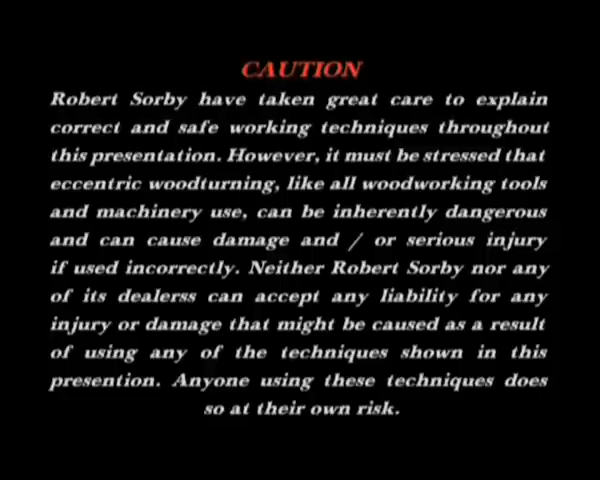 CAUTION
Robert Sorby have taken great care to explain
correct and safe working techniques throughout
this presentation. However, it must be stressed that
eccentric woodturning, like all woodworking tools
and machinery use, can be inherently dangerous
and can cause damage and / or serious injury
if used incorrectly. Neither Robert Sorby nor any
of its dealerss can accept any liability for any
injury or damage that might be caused as a result
of using any of the techniques shown in this
presention. Anyone using these techniques does
so at their own risk.